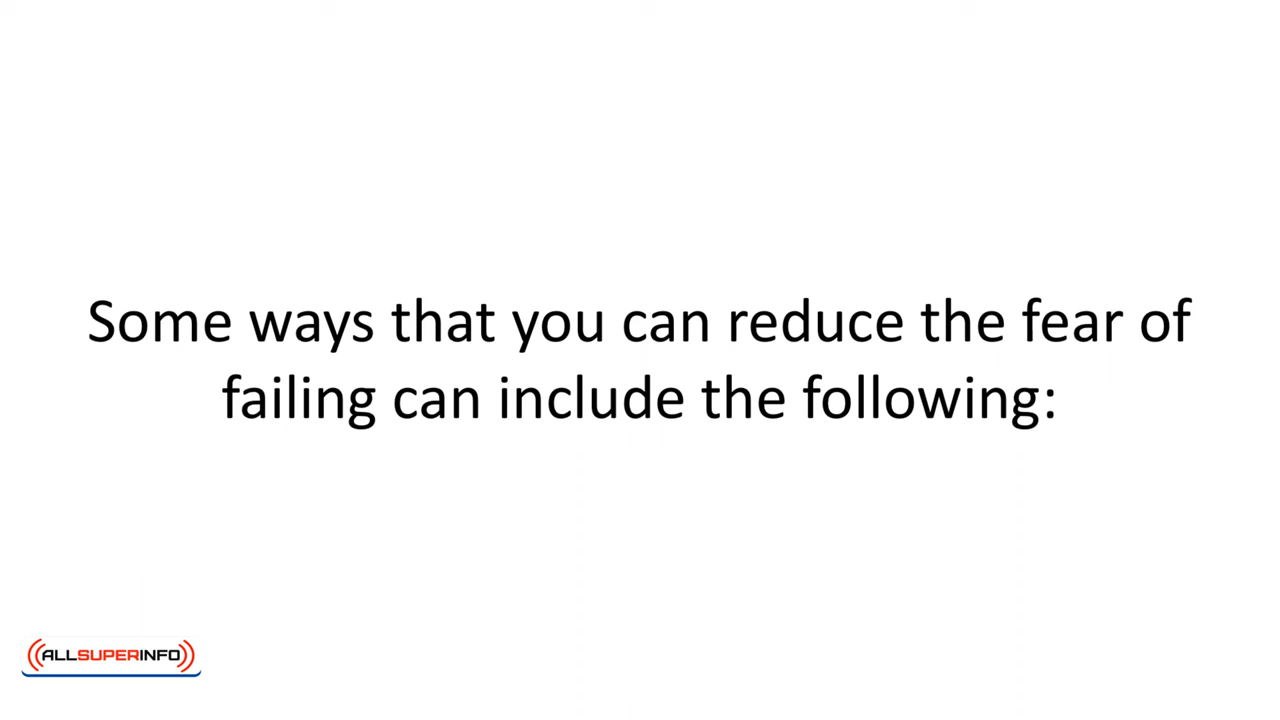 Some ways that you can reduce the fear of
failing can include the following:
ALLSUPERINFO